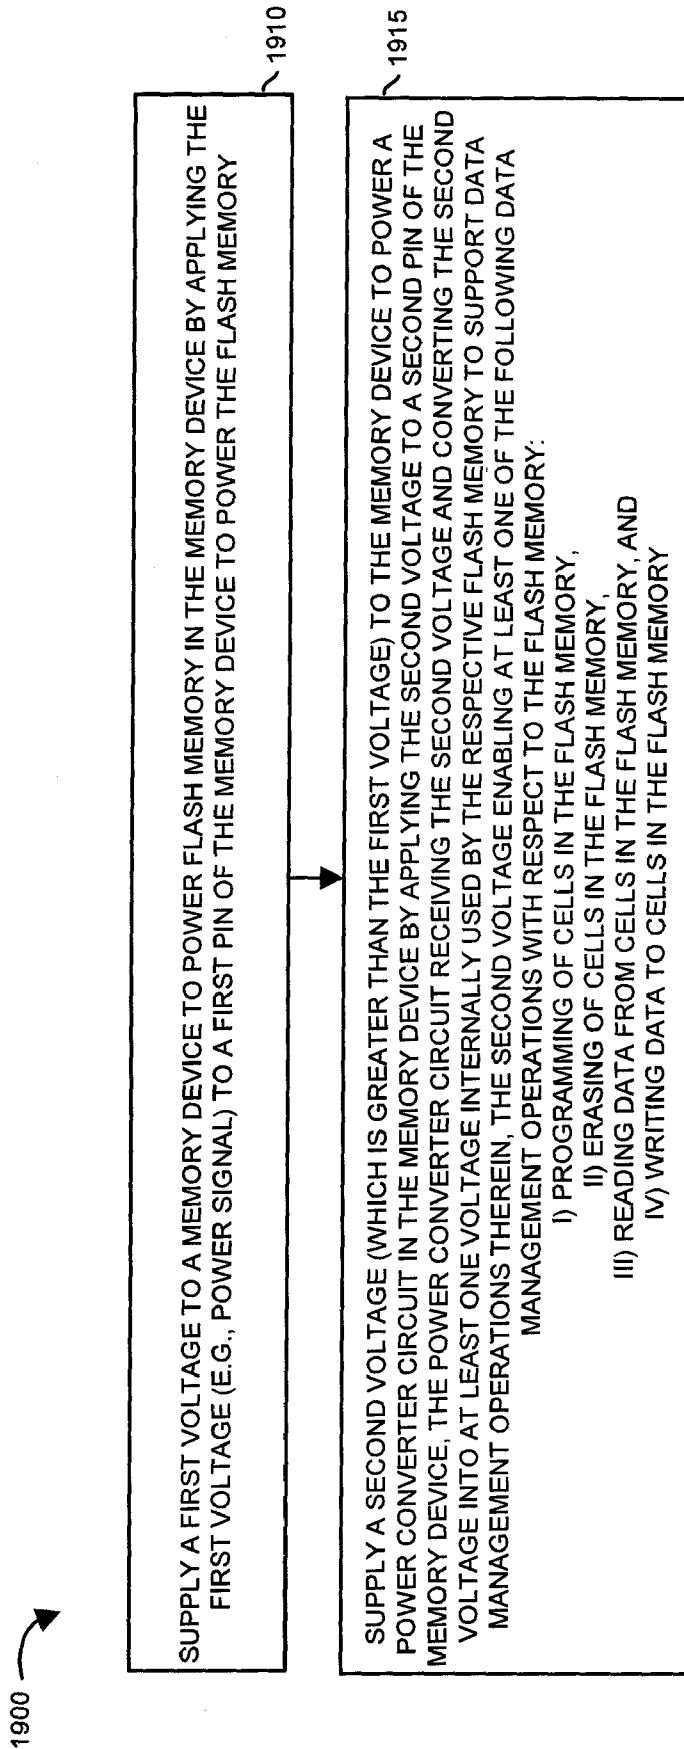 1900
1910
SUPPLY A FIRST VOLTAGE TO A MEMORY DEVICE TO POWER FLASH MEMORY IN THE MEMORY DEVICE BY APPLYING THE
FIRST VOLTAGE (E.G., POWER SIGNAL) TO A FIRST PIN OF THE MEMORY DEVICE TO POWER THE FLASH MEMORY
1915
SUPPLY A SECOND VOLTAGE (WHICH IS GREATER THAN THE FIRST VOLTAGE) TO THE MEMORY DEVICE TO POWER A
POWER CONVERTER CIRCUIT IN THE MEMORY DEVICE BY APPLYING THE SECOND VOLTAGE TO A SECOND PIN OF THE
MEMORY DEVICE, THE POWER CONVERTER CIRCUIT RECEIVING THE SECOND VOLTAGE AND CONVERTING THE SECOND
VOLTAGE INTO AT LEAST ONE VOLTAGE INTERNALLY USED BY THE RESPECTIVE FLASH MEMORY TO SUPPORT DATA
MANAGEMENT OPERATIONS THEREIN, THE SECOND VOLTAGE ENABLING AT LEAST ONE OF THE FOLLOWING DATA
MANAGEMENT OPERATIONS WITH RESPECT TO THE FLASH MEMORY:
I) PROGRAMMING OF CELLS IN THE FLASH MEMORY,
II) ERASING OF CELLS IN THE FLASH MEMORY,
III) READING DATA FROM CELLS IN THE FLASH MEMORY, AND
IV) WRITING DATA TO CELLS IN THE FLASH MEMORY